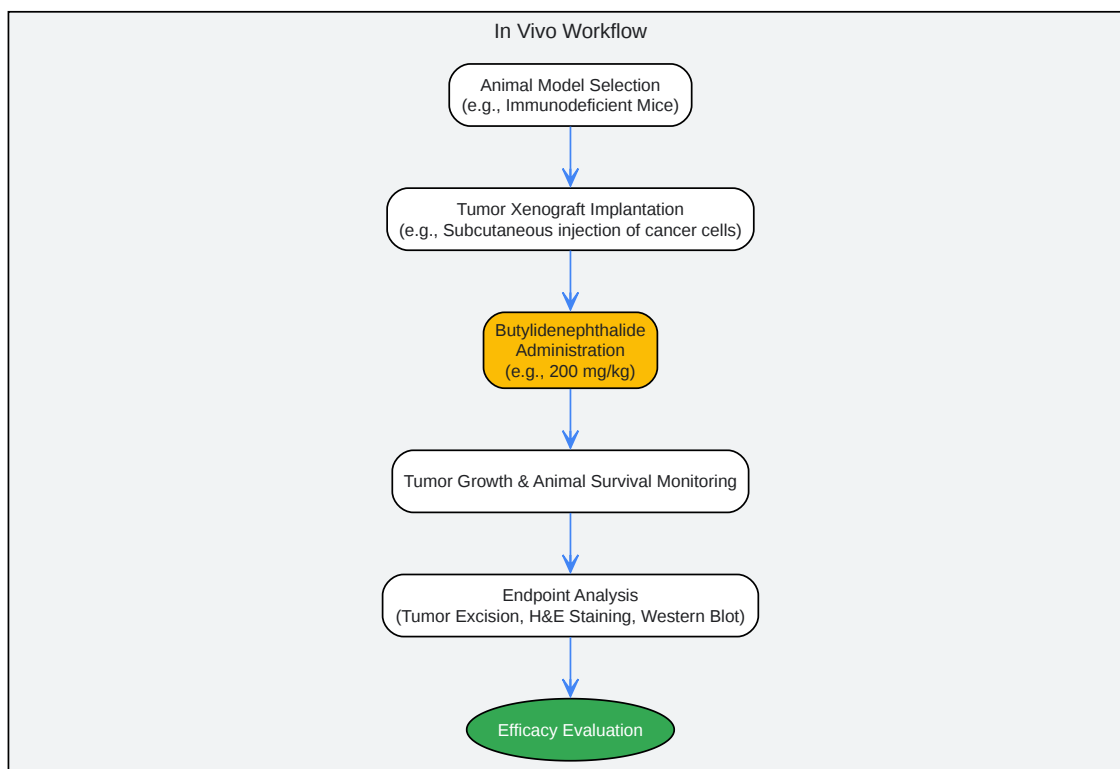 In Vivo Workflow
Animal Model Selection
(e.g., Immunodeficient Mice)
Tumor Xenograft Implantation
(e.g., Subcutaneous injection of cancer cells)
Butylidenephthalide
Administration
(e.g., 200 mg/kg)
Tumor Growth & Animal Survival Monitoring
Endpoint Analysis
(Tumor Excision, H&E Staining, Western Blot)
Efficacy Evaluation